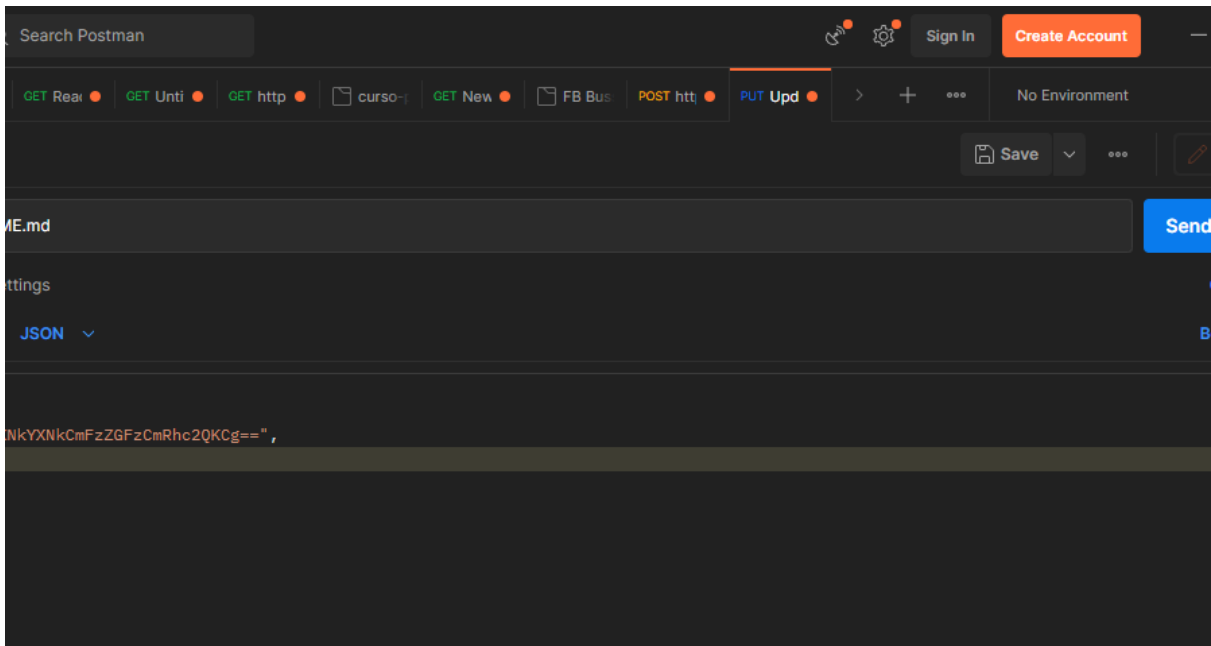 Search Postman
Sign In
Create Account
GET Rea
GET Unti
GET http
curso-
GET New
FB Bus
POST htt
PUT Upd
No Environment
Save
ME.md
Send
ettings
JSON
B
NkYXNkCmFzZGFzCmRhc2QKCg==",